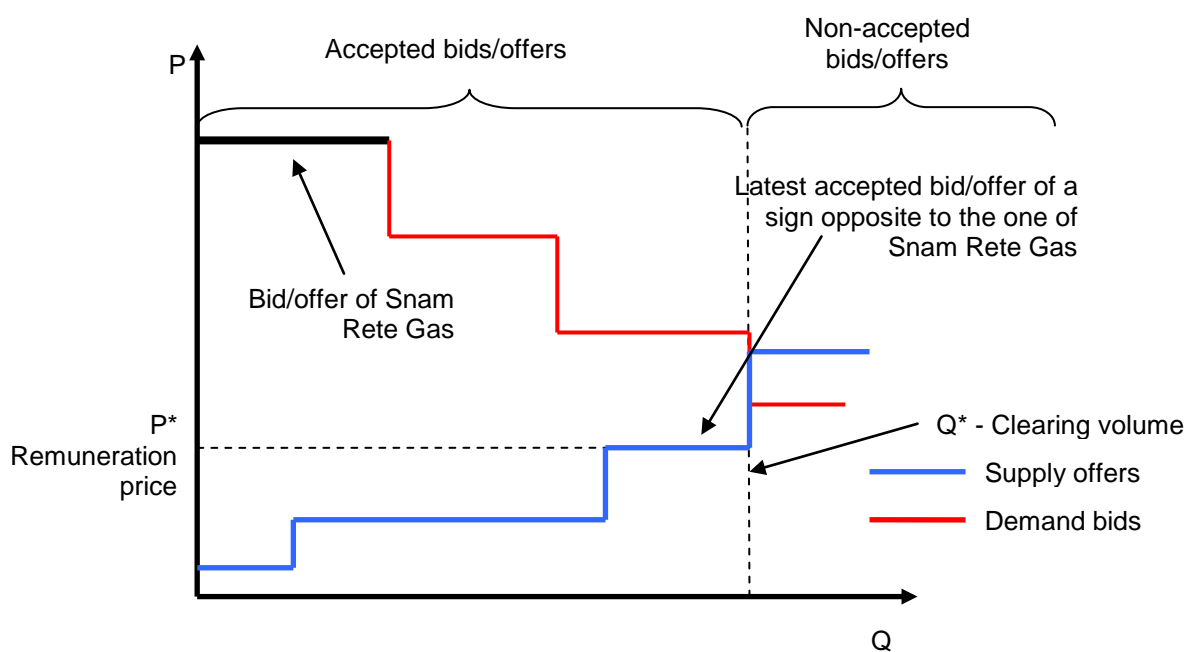 Accepted bids/offers
Non-accepted
bids/offers
P
Latest accepted bid/offer of a
sign opposite to the one of
Snam Rete Gas
Bid/offer of Snam
Rete Gas
P*
Remuneration
price
Q* - Clearing volume
Supply offers
Demand bids
Q